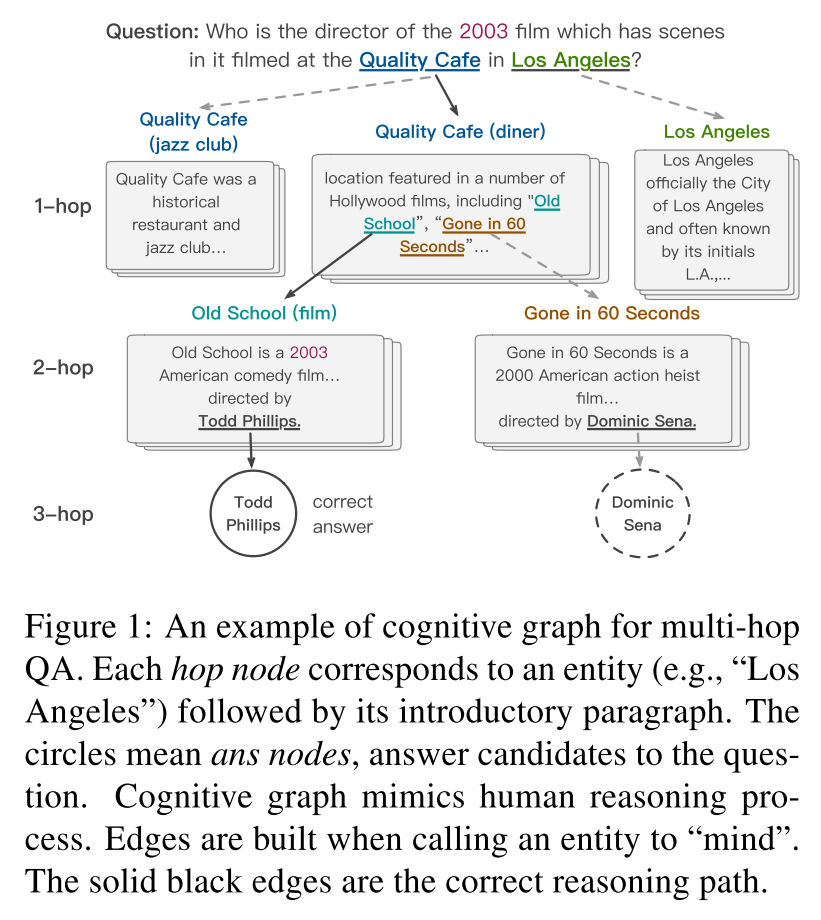 Question: Who is the director of the 2003 film which has scenes
in it filmed at the Quality Cafe in Los Angeles?
Quality Cafe
(jazz club)
Quality Cafe (diner)
Los Angeles
1-hop
Quality Cafe was a
historical
restaurant and
jazz club...
location featured in a number of
Hollywood films, including "Old
School", "Gone in 60
Seconds"...
Los Angeles
officially the City
of Los Angeles
and often known
by its initials
L.A.,...
Old School (film)
Gone in 60 Seconds
2-hop
Old School is a 2003
American comedy film...
directed by
Todd Phillips.
Gone in 60 Seconds is a
2000 American action heist
film...
directed by Dominic Sena.
3-hop
Todd
Phillips
correct
answer
Dominic
Sena
Figure 1: An example of cognitive graph for multi-hop
QA. Each hop node corresponds to an entity (e.g., “Los
Angeles”) followed by its introductory paragraph. The
circles mean ans nodes, answer candidates to the ques-
tion. Cognitive graph mimics human reasoning pro-
cess. Edges are built when calling an entity to “mind”.
The solid black edges are the correct reasoning path.